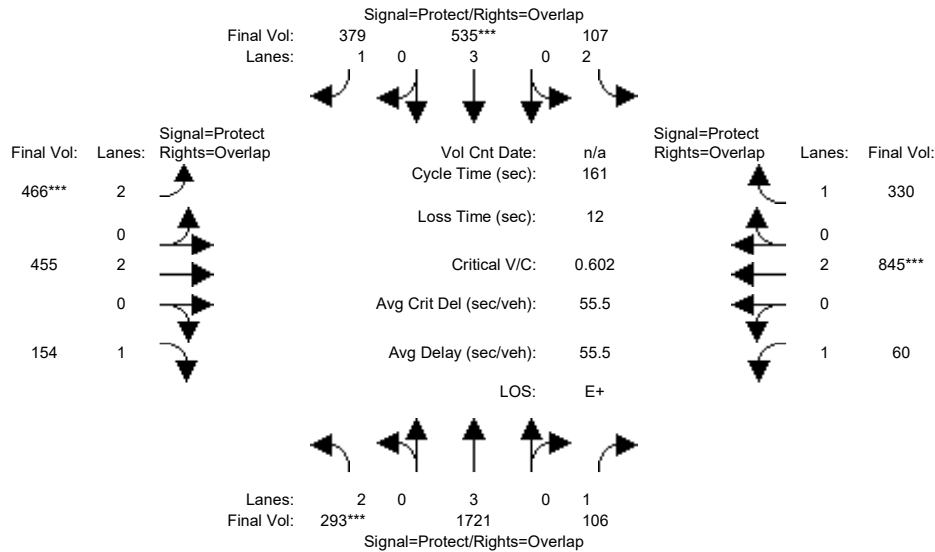 Signal=Protect/Rights=Overlap
Final Vol: 379 535*** 107
Lanes: 1 0 3 0 2
Signal=Protect Signal=Protect
Final Vol: Lanes: Rights=Overlap Vol Cnt Date: n/a Rights=Overlap Lanes: Final Vol:
Cycle Time (sec): 161
466*** 2 1 330
Loss Time (sec): 12
0 0
455 2 Critical V/C: 0.602 2 845***
0 Avg Crit Del (sec/veh): 55.5 0
154 1 Avg Delay (sec/veh): 55.5 1 60
LOS: E+
Lanes: 2 0 3 0 1
Final Vol: 293*** 1721 106
Signal=Protect/Rights=Overlap